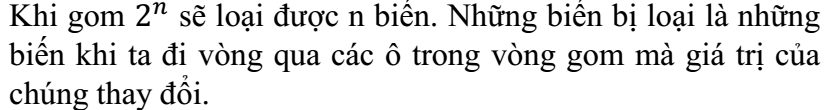 Khi gom 2ⁿ sẽ loại được n biến. Những biến bị loại là những
biến khi ta đi vòng qua các ô trong vòng gom mà giá trị của
chúng thay đổi.